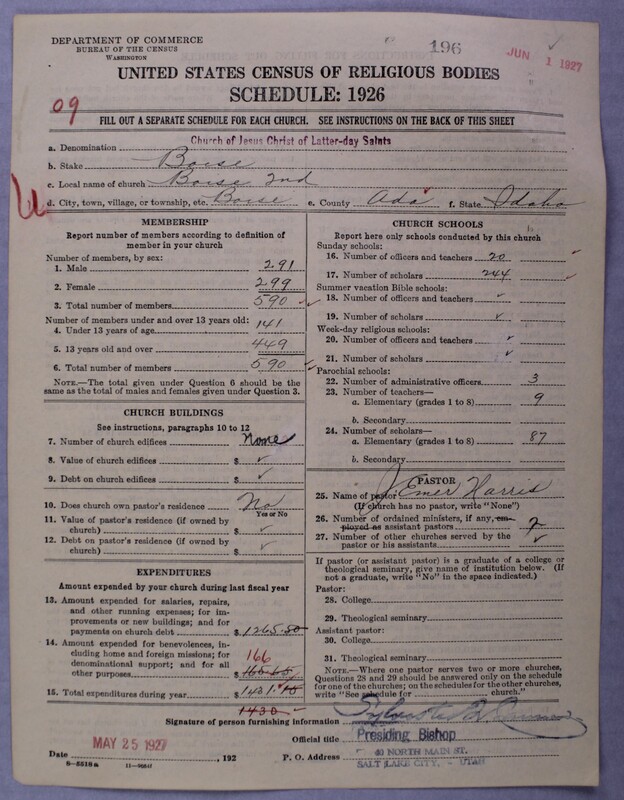 DEPARTMENT OF COMMERCE
BUREAU OF THE CENSUS
WASHINGTON
196
JUN 1 1927
UNITED STATES CENSUS OF RELIGIOUS BODIES
SCHEDULE: 1926
09
FILL OUT A SEPARATE SCHEDULE FOR EACH CHURCH. SEE INSTRUCTIONS ON THE BACK OF THIS SHEET
a. Denomination Church of Jesus Christ of Latter-day Saints
b. Stake Boise
c. Local name of church Boise 2nd
d. City, town, village, or township, etc. Boise e. County Ada f. State Idaho
MEMBERSHIP
Report number of members according to definition of
member in your church
Number of members, by sex:
1. Male 291
2. Female 299
3. Total number of members 590
Number of members under and over 13 years old:
4. Under 13 years of age 141
5. 13 years old and over 449
6. Total number of members 590
NOTE.—The total given under Question 6 should be the
same as the total of males and females given under Question 3.
CHURCH BUILDINGS
See instructions, paragraphs 10 to 12
7. Number of church edifices None
8. Value of church edifices $
9. Debt on church edifices $
10. Does church own pastor's residence No
Yes or No
11. Value of pastor's residence (if owned by
church) $
12. Debt on pastor's residence (if owned by
church) $
EXPENDITURES
Amount expended by your church during last fiscal year
13. Amount expended for salaries, repairs,
and other running expenses; for im-
provements or new buildings; and for
payments on church debt $ 1265.50
14. Amount expended for benevolences, in-
cluding home and foreign missions; for
denominational support; and for all
other purposes $ 166
15. Total expenditures during year $ 1431.15
1430
CHURCH SCHOOLS
Report here only schools conducted by this church
Sunday schools:
16. Number of officers and teachers 20
17. Number of scholars 244
Summer vacation Bible schools:
18. Number of officers and teachers
19. Number of scholars
Week-day religious schools:
20. Number of officers and teachers
21. Number of scholars
Parochial schools:
22. Number of administrative officers 3
23. Number of teachers—
a. Elementary (grades 1 to 8) 9
b. Secondary
24. Number of scholars—
a. Elementary (grades 1 to 8) 87
b. Secondary
PASTOR
25. Name of pastor J Emer Harris
(If church has no pastor, write "None")
26. Number of ordained ministers, if any, em-
ployed as assistant pastors 2
27. Number of other churches served by the
pastor or his assistants
If pastor (or assistant pastor) is a graduate of a college or
theological seminary, give name of institution below. (If
not a graduate, write "No" in the space indicated.)
Pastor:
28. College
29. Theological seminary
Assistant pastor:
30. College
31. Theological seminary
NOTE.—Where one pastor serves two or more churches,
Questions 28 and 29 should be answered only on the schedule
for one of the churches; on the schedules for the other churches,
write "See schedule for church."
Signature of person furnishing information
Official title Presiding Bishop
Date MAY 25 1927, 192 P. O. Address 40 NORTH MAIN ST.
SALT LAKE CITY, - UTAH
8-5518a